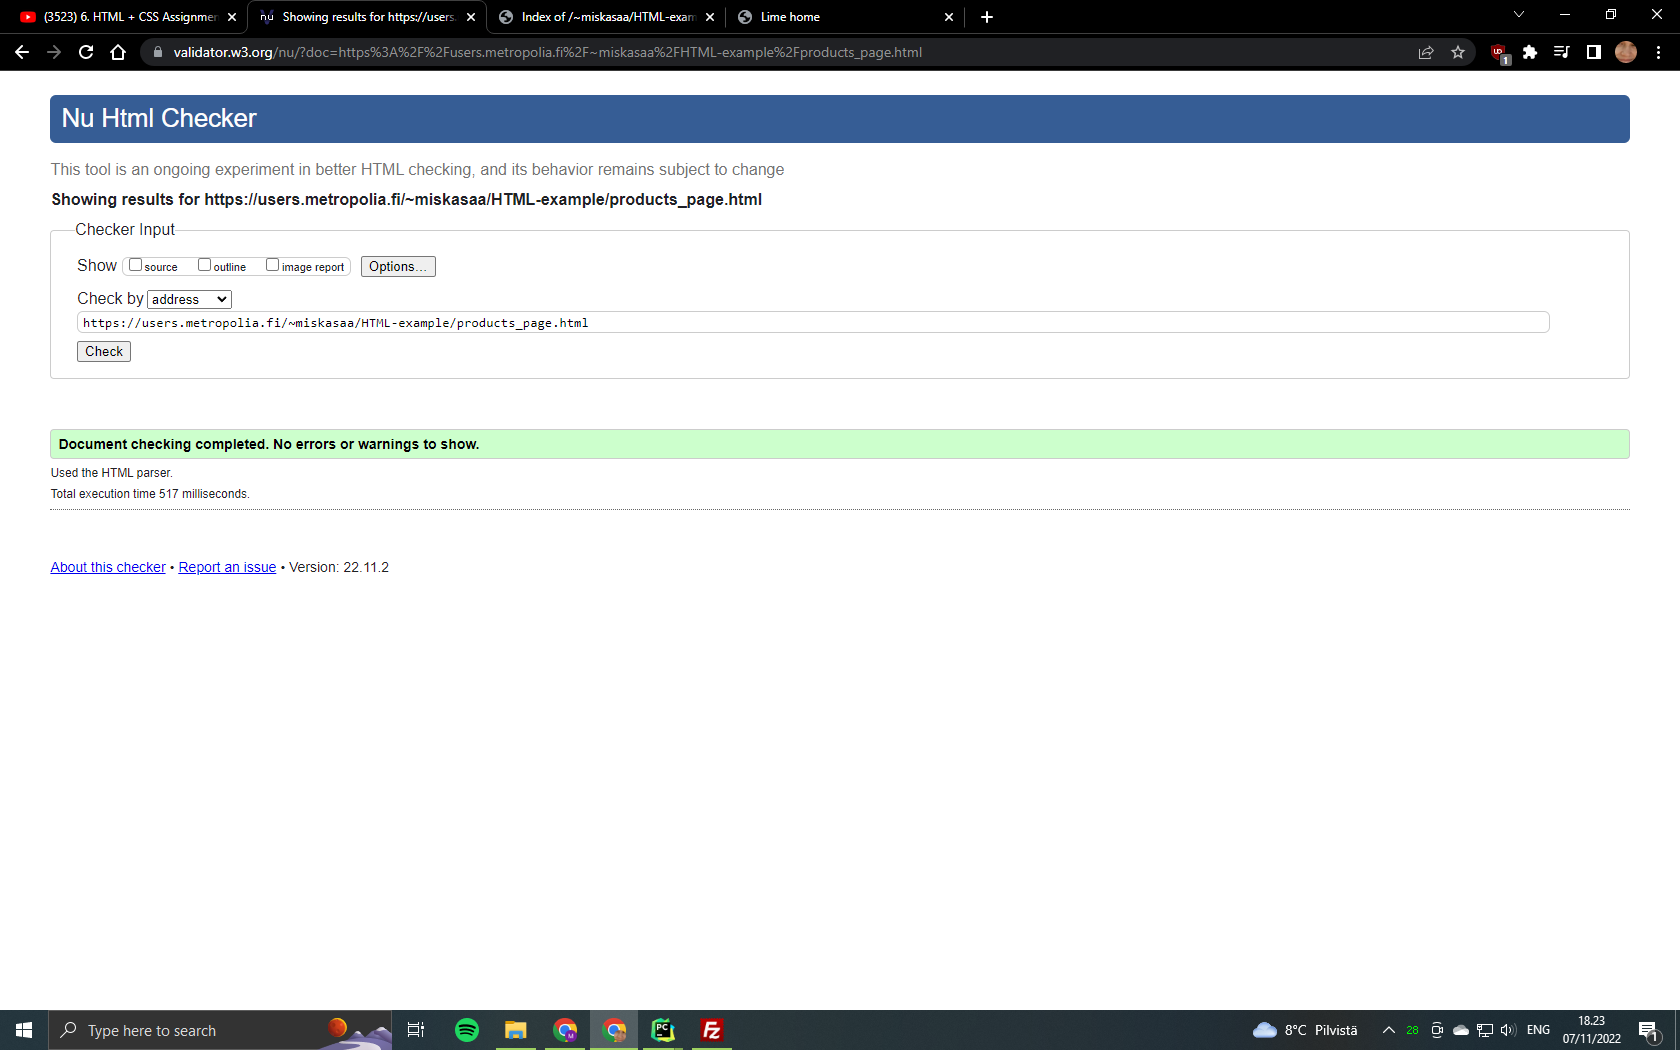 (3523) 6. HTML + CSS Assignmen
Showing results for https://users.
Index of /~miskasaa/HTML-exam
Lime home
validator.w3.org/nu/?doc=https%3A%2F%2Fusers.metropolia.fi%2F~miskasaa%2FHTML-example%2Fproducts_page.html
1
Nu Html Checker
This tool is an ongoing experiment in better HTML checking, and its behavior remains subject to change
Showing results for https://users.metropolia.fi/~miskasaa/HTML-example/products_page.html
Checker Input
Show source outline image report Options...
Check by address
https://users.metropolia.fi/~miskasaa/HTML-example/products_page.html
Check
Document checking completed. No errors or warnings to show.
Used the HTML parser.
Total execution time 517 milliseconds.
About this checker • Report an issue • Version: 22.11.2
Type here to search
PC
FZ
8°C Pilvistä
28
ENG
18.23
07/11/2022
1